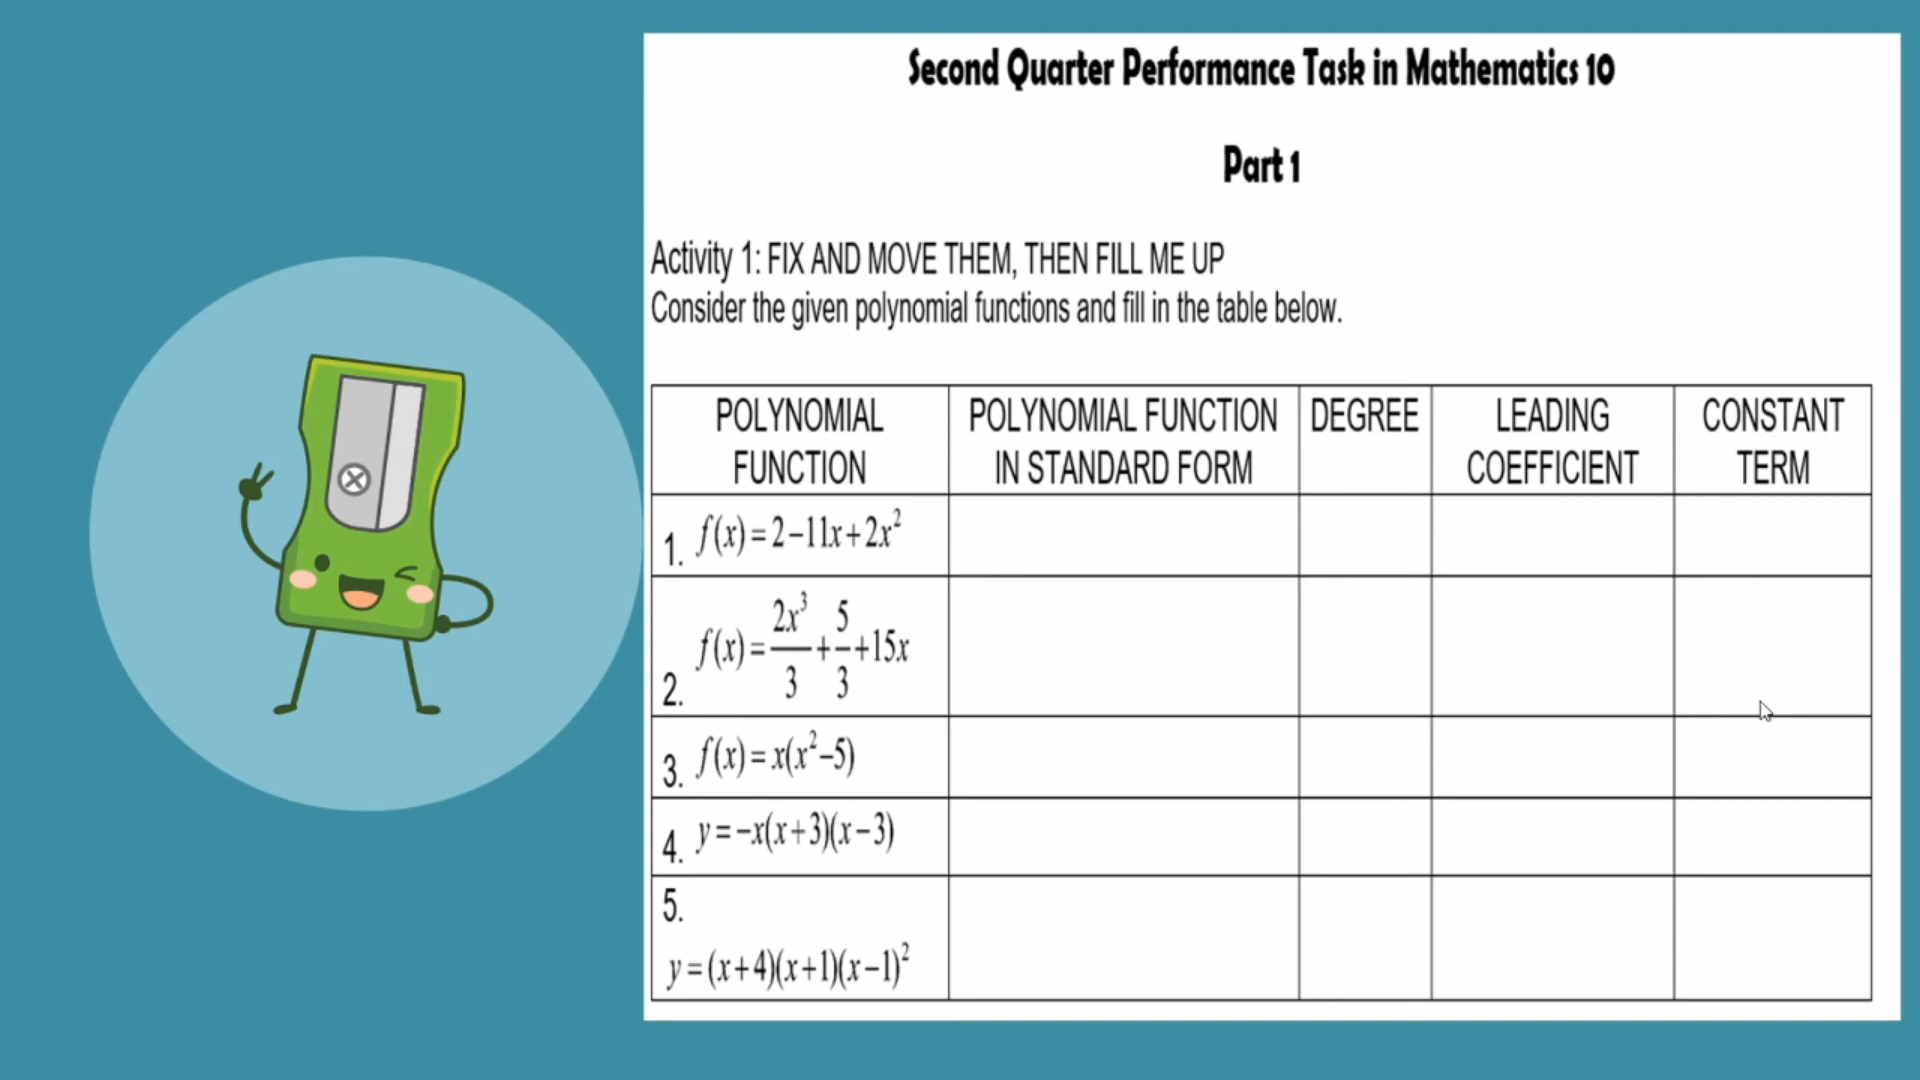 Second Quarter Performance Task in Mathematics 10
Part 1
Activity 1: FIX AND MOVE THEM, THEN FILL ME UP
Consider the given polynomial functions and fill in the table below.
POLYNOMIAL FUNCTION
POLYNOMIAL FUNCTION IN STANDARD FORM
DEGREE
LEADING COEFFICIENT
CONSTANT TERM
1. f(x)=2−11x+2x²
2. f(x)=2x³/3+5/3+15x
3. f(x)=x(x²−5)
4. y=−x(x+3)(x−3)
5.
y=(x+4)(x+1)(x−1)²